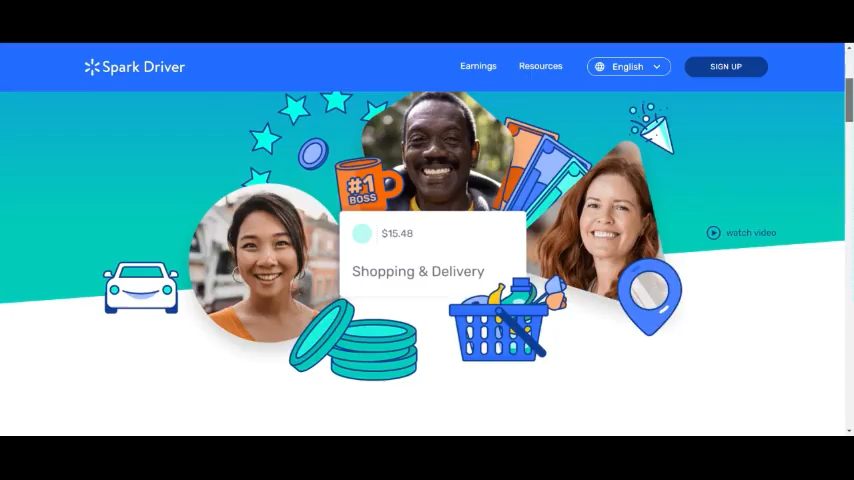 Spark Driver
Earnings
Resources
English
SIGN UP
#1
BOSS
$15.48
Shopping & Delivery
watch video